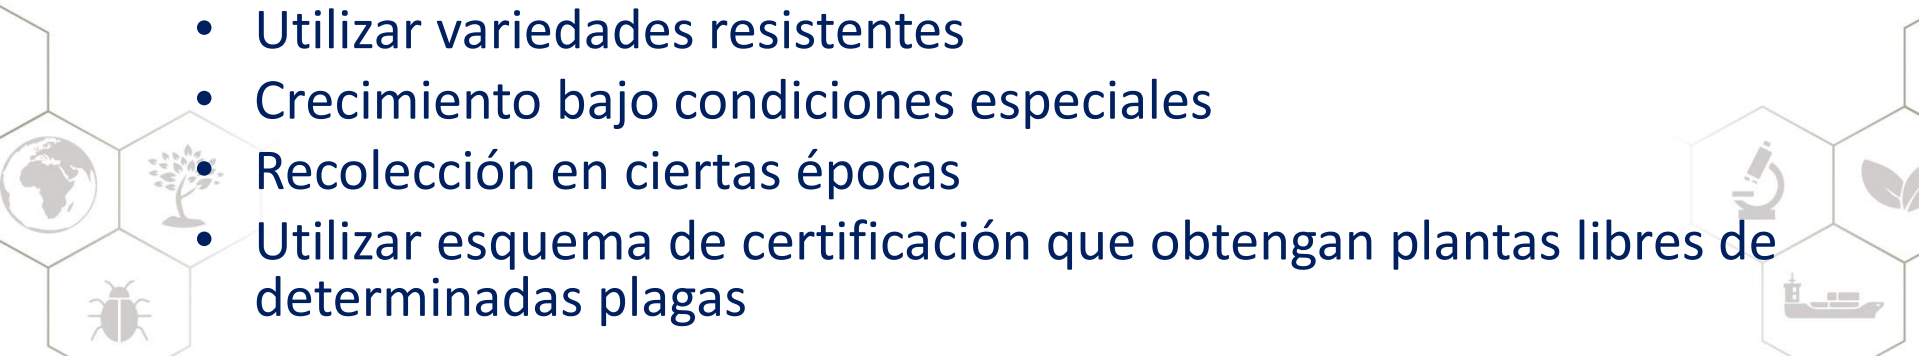 • Utilizar variedades resistentes
• Crecimiento bajo condiciones especiales
• Recolección en ciertas épocas
• Utilizar esquema de certificación que obtengan plantas libres de
determinadas plagas